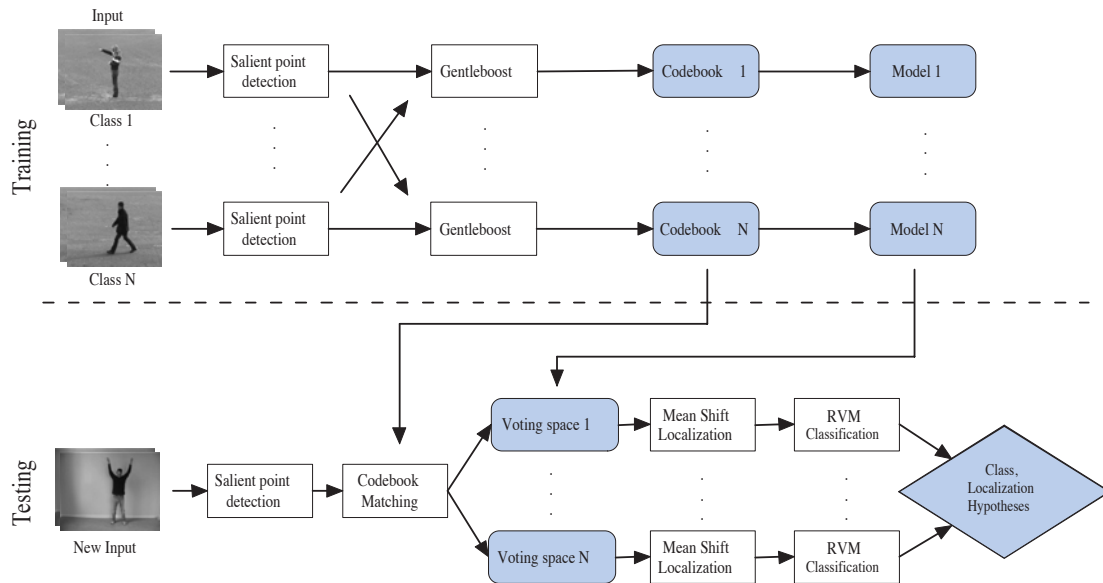 Input
Class 1
Training
Salient point
detection
Gentleboost
Codebook 1
Model 1
Class N
Salient point
detection
Gentleboost
Codebook N
Model N
Testing
New Input
Salient point
detection
Codebook
Matching
Voting space 1
Mean Shift
Localization
RVM
Classification
Voting space N
Mean Shift
Localization
RVM
Classification
Class,
Localization
Hypotheses